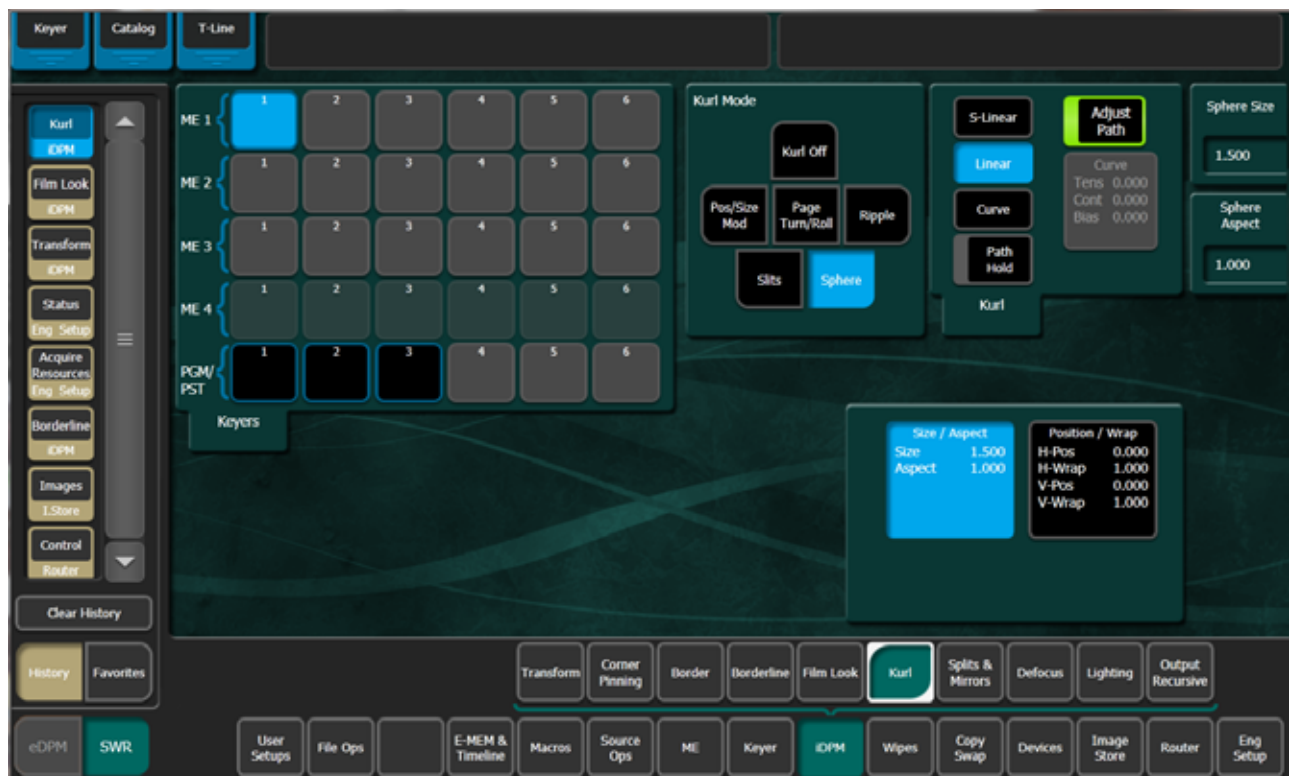 Keyer
Catalog
T-Line
Kurl
iDPM
Film Look
iDPM
Transform
iDPM
Status
Eng Setup
Acquire
Resources
Eng Setup
Borderline
iDPM
Images
I.Store
Control
Router
Clear History
History
Favorites
eDPM
SWR
ME 1
1 2 3 4 5 6
ME 2
1 2 3 4 5 6
ME 3
1 2 3 4 5 6
ME 4
1 2 3 4 5 6
PGM/
PST
1 2 3 4 5 6
Keyers
Kurl Mode
Kurl Off
Pos/Size
Mod
Page
Turn/Roll
Ripple
Slits
Sphere
S-Linear
Linear
Curve
Path
Hold
Kurl
Adjust
Path
Curve
Tens 0.000
Cont 0.000
Bias 0.000
Sphere Size
1.500
Sphere
Aspect
1.000
Size / Aspect
Size 1.500
Aspect 1.000
Position / Wrap
H-Pos 0.000
H-Wrap 1.000
V-Pos 0.000
V-Wrap 1.000
Transform
Corner
Pinning
Border
Borderline
Film Look
Kurl
Splits &
Mirrors
Defocus
Lighting
Output
Recursive
User
Setups
File Ops
E-MEM &
Timeline
Macros
Source
Ops
ME
Keyer
iDPM
Wipes
Copy
Swap
Devices
Image
Store
Router
Eng
Setup